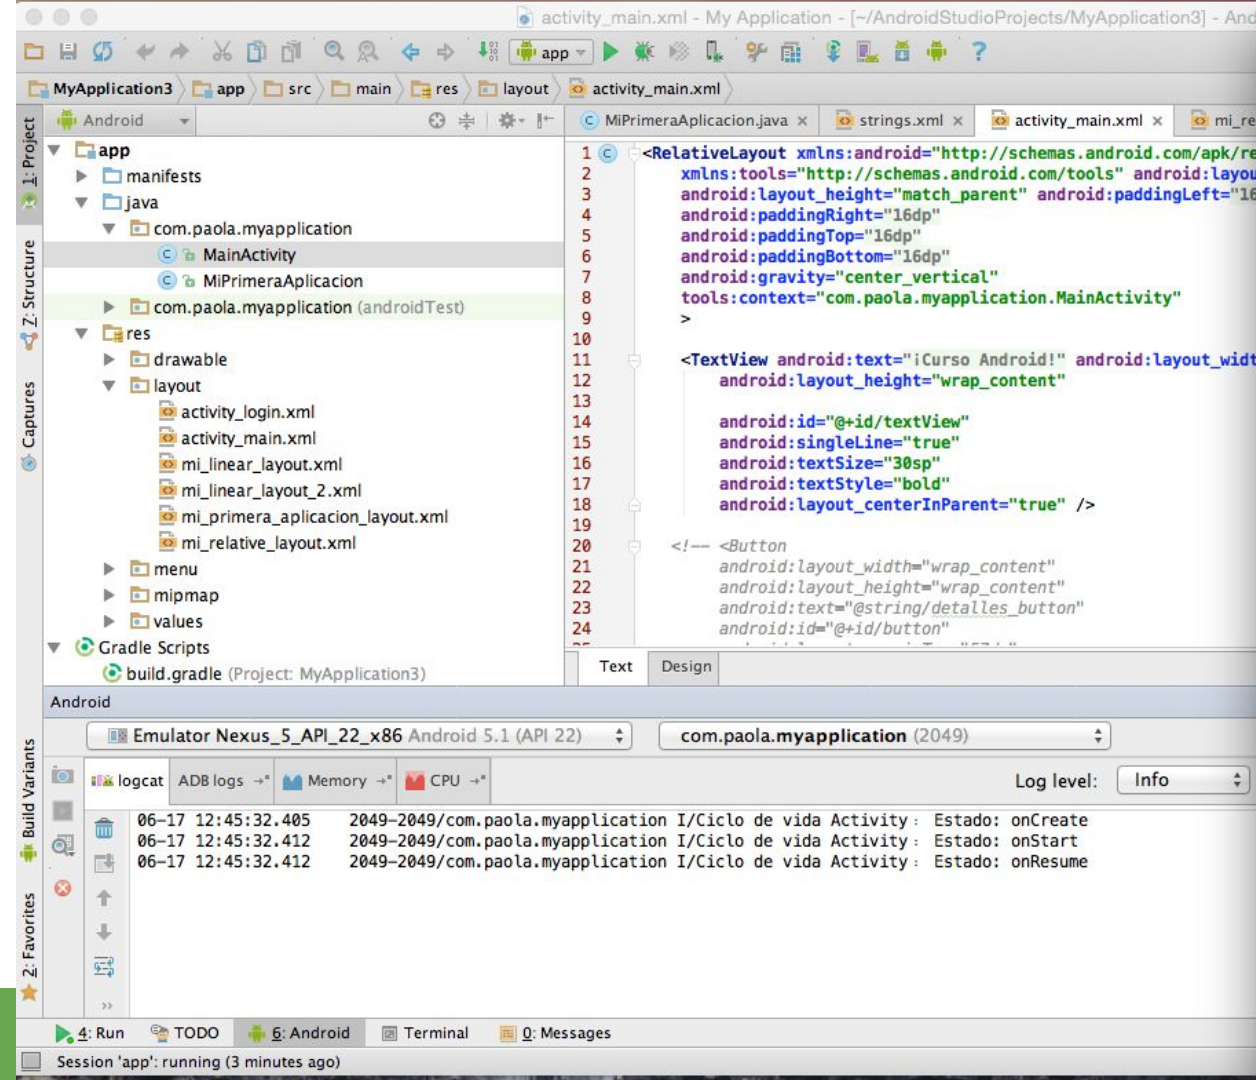 activity_main.xml - My Application - [~/AndroidStudioProjects/MyApplication3] - And
app
MyApplication3 app src main res layout activity_main.xml
1: Project
Z: Structure
Captures
Build Variants
2: Favorites
Android
app
manifests
java
com.paola.myapplication
MainActivity
MiPrimeraAplicacion
com.paola.myapplication (androidTest)
res
drawable
layout
activity_login.xml
activity_main.xml
mi_linear_layout.xml
mi_linear_layout_2.xml
mi_primera_aplicacion_layout.xml
mi_relative_layout.xml
menu
mipmap
values
Gradle Scripts
build.gradle (Project: MyApplication3)
MiPrimeraAplicacion.java strings.xml activity_main.xml mi_re
1 <RelativeLayout xmlns:android="http://schemas.android.com/apk/re
2 xmlns:tools="http://schemas.android.com/tools" android:layou
3 android:layout_height="match_parent" android:paddingLeft="16
4 android:paddingRight="16dp"
5 android:paddingTop="16dp"
6 android:paddingBottom="16dp"
7 android:gravity="center_vertical"
8 tools:context="com.paola.myapplication.MainActivity"
9 >
10
11 <TextView android:text="¡Curso Android!" android:layout_widt
12 android:layout_height="wrap_content"
13
14 android:id="@+id/textView"
15 android:singleLine="true"
16 android:textSize="30sp"
17 android:textStyle="bold"
18 android:layout_centerInParent="true" />
19
20 <!-- <Button
21 android:layout_width="wrap_content"
22 android:layout_height="wrap_content"
23 android:text="@string/detalles_button"
24 android:id="@+id/button"
Text Design
Android
Emulator Nexus_5_API_22_x86 Android 5.1 (API 22) com.paola.myapplication (2049)
logcat ADB logs Memory CPU Log level: Info
06-17 12:45:32.405 2049-2049/com.paola.myapplication I/Ciclo de vida Activity: Estado: onCreate
06-17 12:45:32.412 2049-2049/com.paola.myapplication I/Ciclo de vida Activity: Estado: onStart
06-17 12:45:32.412 2049-2049/com.paola.myapplication I/Ciclo de vida Activity: Estado: onResume
4: Run TODO 6: Android Terminal 0: Messages
Session 'app': running (3 minutes ago)